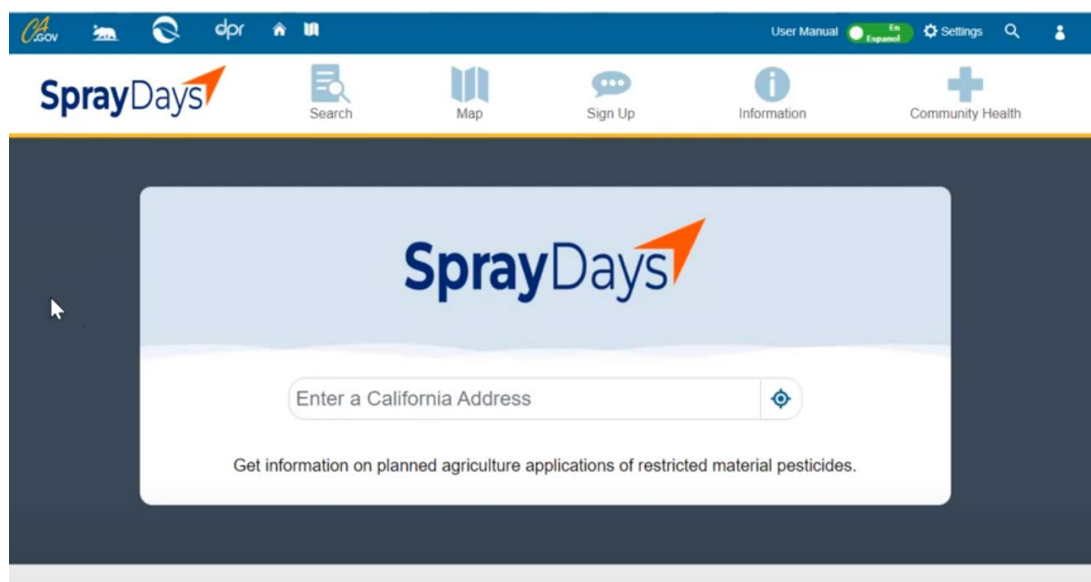 CA.GOV
dpr
User Manual
En
Espanol
Settings
SprayDays
Search
Map
Sign Up
Information
Community Health
SprayDays
Enter a California Address
Get information on planned agriculture applications of restricted material pesticides.